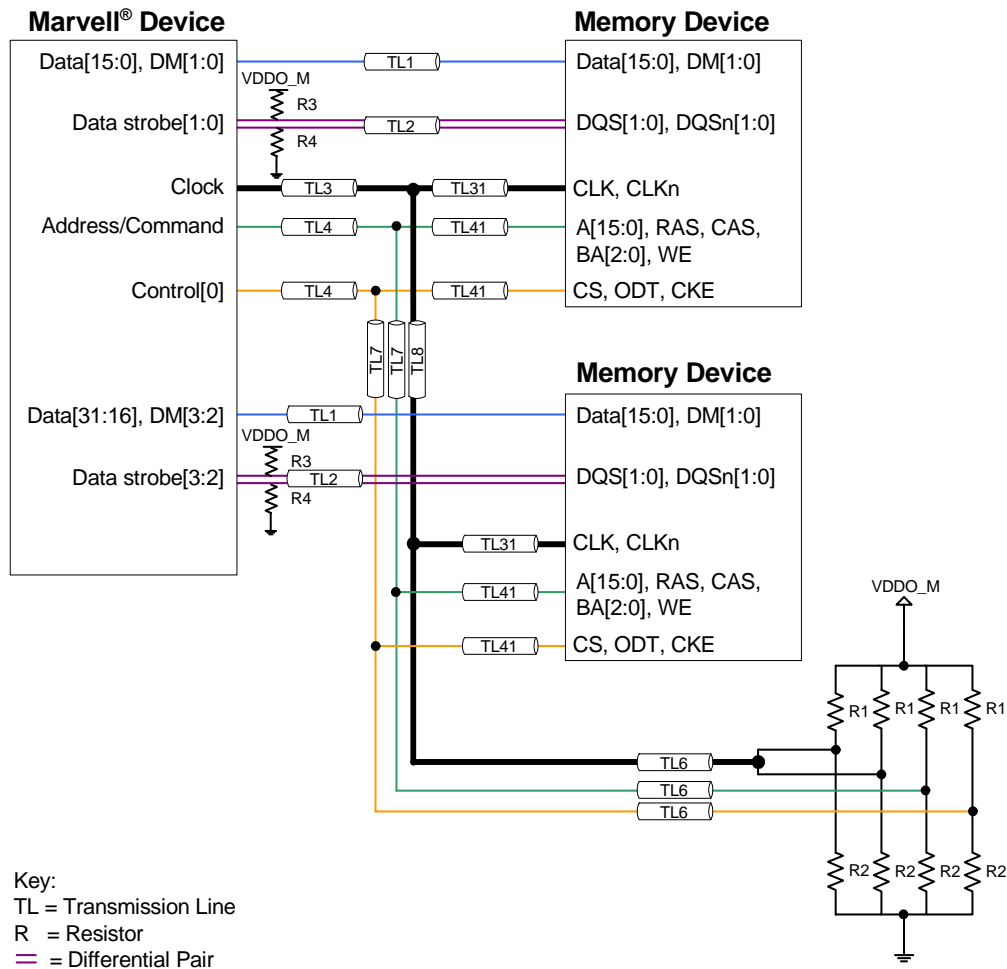 Marvell® Device
Memory Device
Data[15:0], DM[1:0]
TL1
Data[15:0], DM[1:0]
VDDO_M
R3
Data strobe[1:0]
TL2
DQS[1:0], DQSn[1:0]
R4
Clock
TL3
TL31
CLK, CLKn
Address/Command
TL4
TL41
A[15:0], RAS, CAS,
BA[2:0], WE
Control[0]
TL4
TL41
CS, ODT, CKE
TL7
TL7
TL8
Memory Device
Data[31:16], DM[3:2]
TL1
Data[15:0], DM[1:0]
VDDO_M
R3
Data strobe[3:2]
TL2
DQS[1:0], DQSn[1:0]
R4
TL31
CLK, CLKn
TL41
A[15:0], RAS, CAS,
BA[2:0], WE
TL41
CS, ODT, CKE
VDDO_M
R1
R1
R1
R1
TL6
TL6
TL6
R2
R2
R2
R2
Key:
TL = Transmission Line
R = Resistor
= Differential Pair